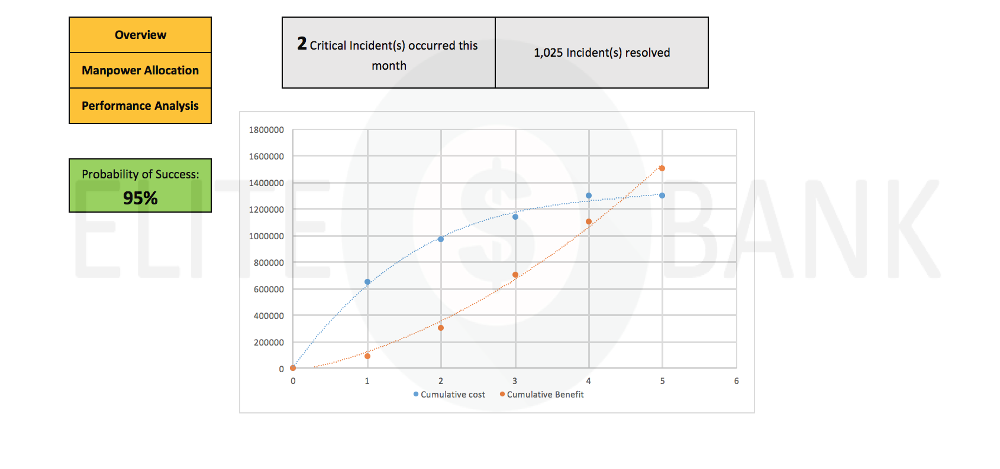 Overview
Manpower Allocation
Performance Analysis
Probability of Success:
95%
2 Critical Incident(s) occurred this
month
1,025 Incident(s) resolved
1800000
1600000
1400000
1200000
1000000
800000
600000
400000
200000
0
0 1 2 3 4 5 6
Cumulative cost Cumulative Benefit
ELITE $ BANK